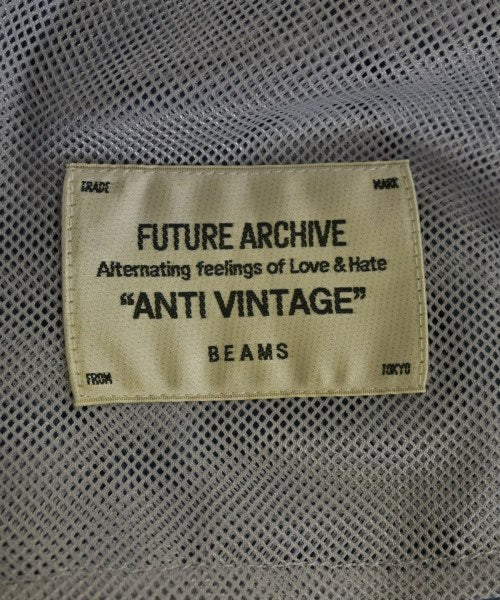 TRADE MARK
FUTURE ARCHIVE
Alternating feelings of Love & Hate
"ANTI VINTAGE"
BEAMS
FROM TOKYO